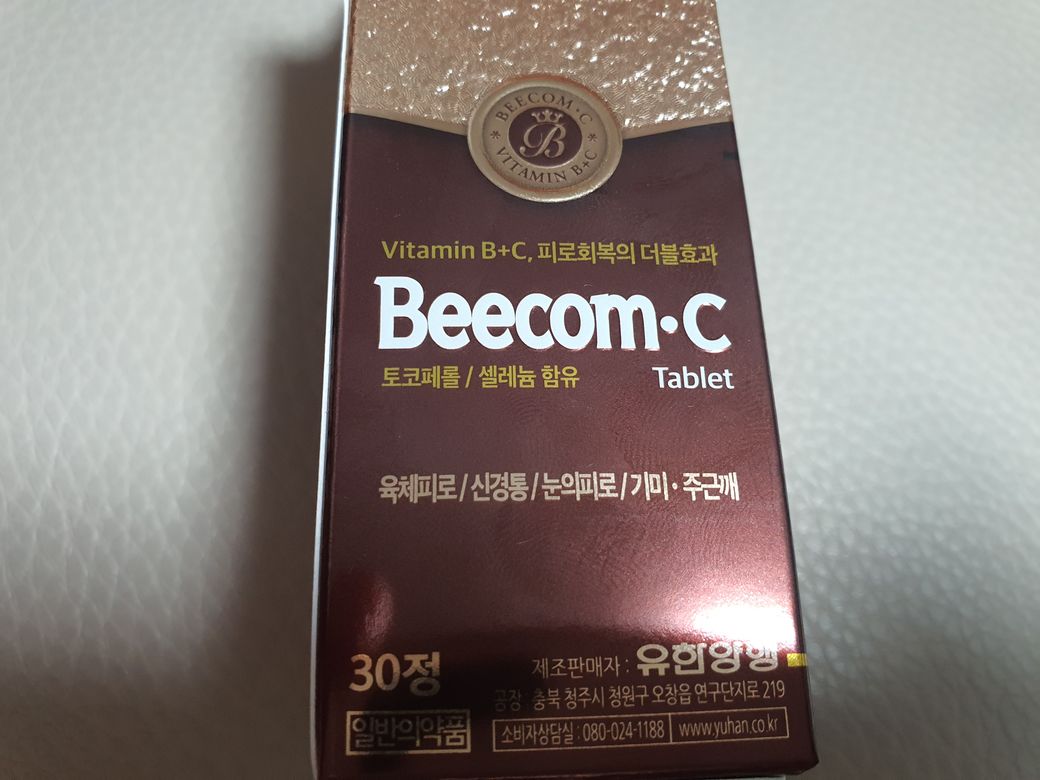 BEECOM·C
B
* VITAMIN B+C *
Vitamin B+C, 피로회복의 더블효과
Beecom·c
토코페롤 / 셀레늄 함유 Tablet
육체피로 / 신경통 / 눈의피로 / 기미 · 주근깨
30정 제조판매자 : 유한양행
공장 : 충북 청주시 청원구 오창읍 연구단지로 219
일반의약품 소비자상담실 : 080-024-1188 www.yuhan.co.kr